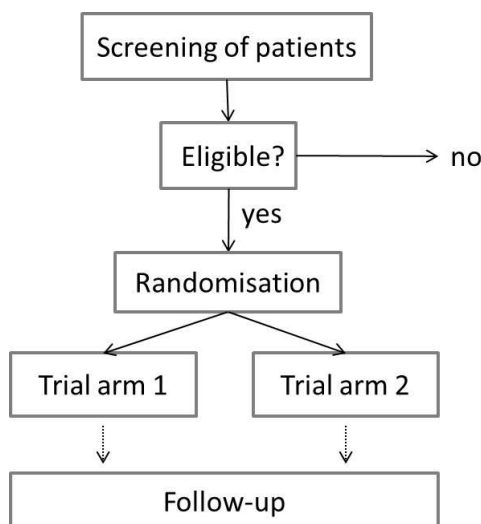 Screening of patients
Eligible?
no
yes
Randomisation
Trial arm 1
Trial arm 2
Follow-up